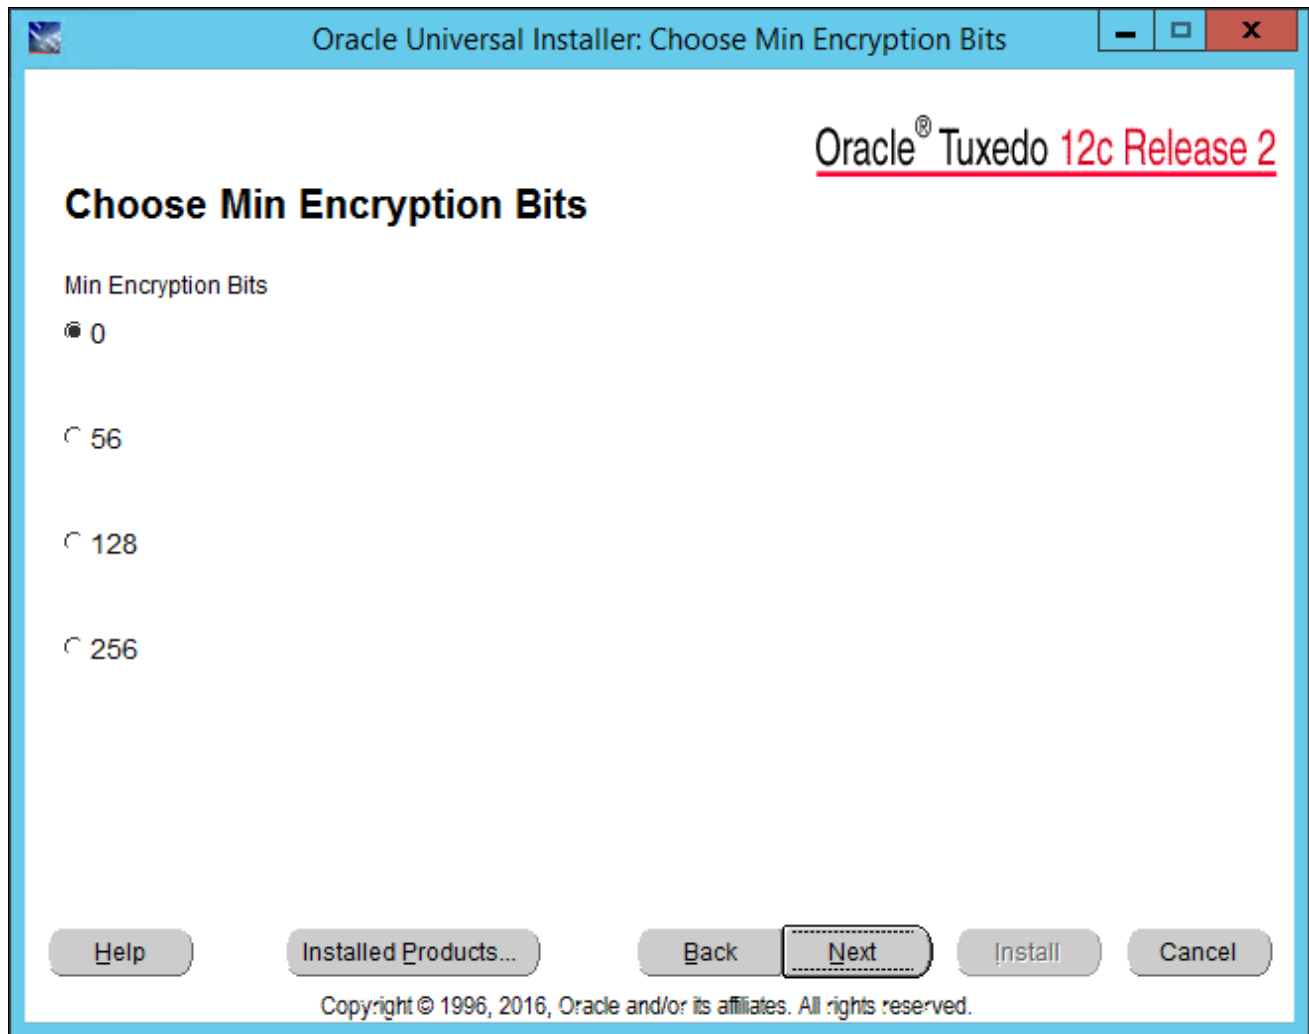 Oracle Universal Installer: Choose Min Encryption Bits
Oracle® Tuxedo 12c Release 2
Choose Min Encryption Bits
Min Encryption Bits
0
56
128
256
Help Installed Products... Back Next Install Cancel
Copyright © 1996, 2016, Oracle and/or its affiliates. All rights reserved.